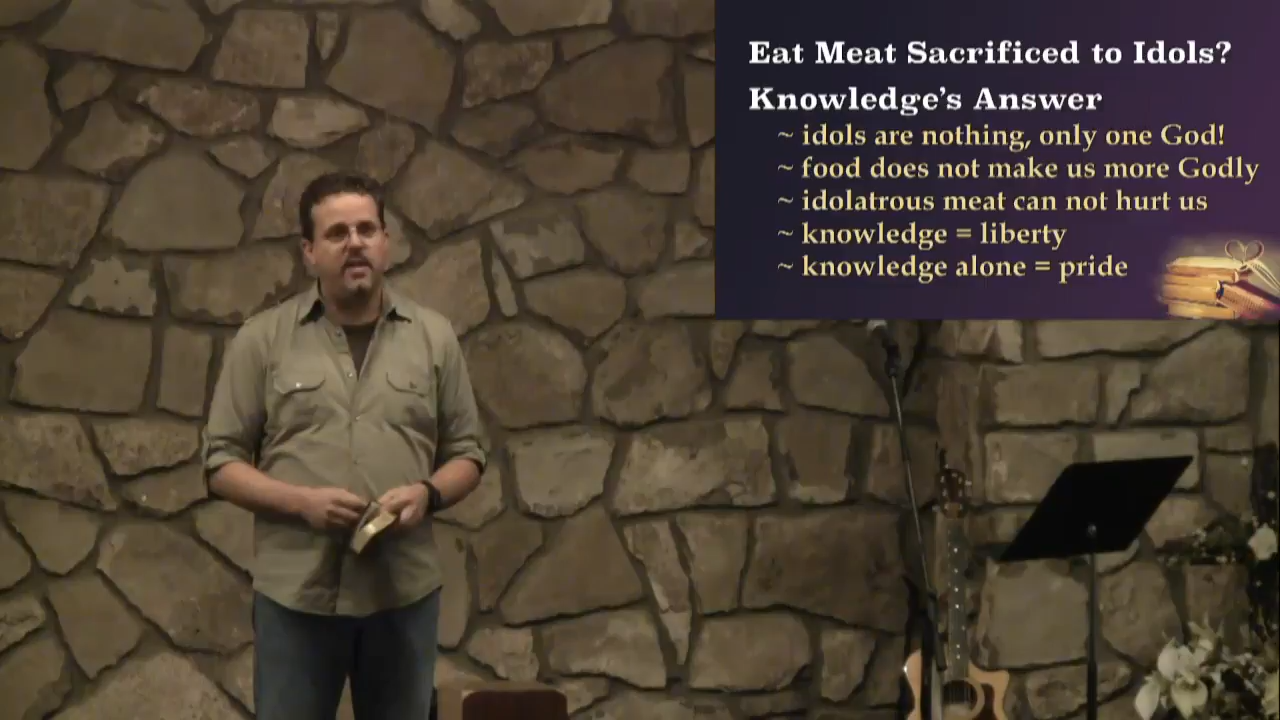 Eat Meat Sacrificed to Idols?
Knowledge's Answer
~ idols are nothing, only one God!
~ food does not make us more Godly
~ idolatrous meat can not hurt us
~ knowledge = liberty
~ knowledge alone = pride